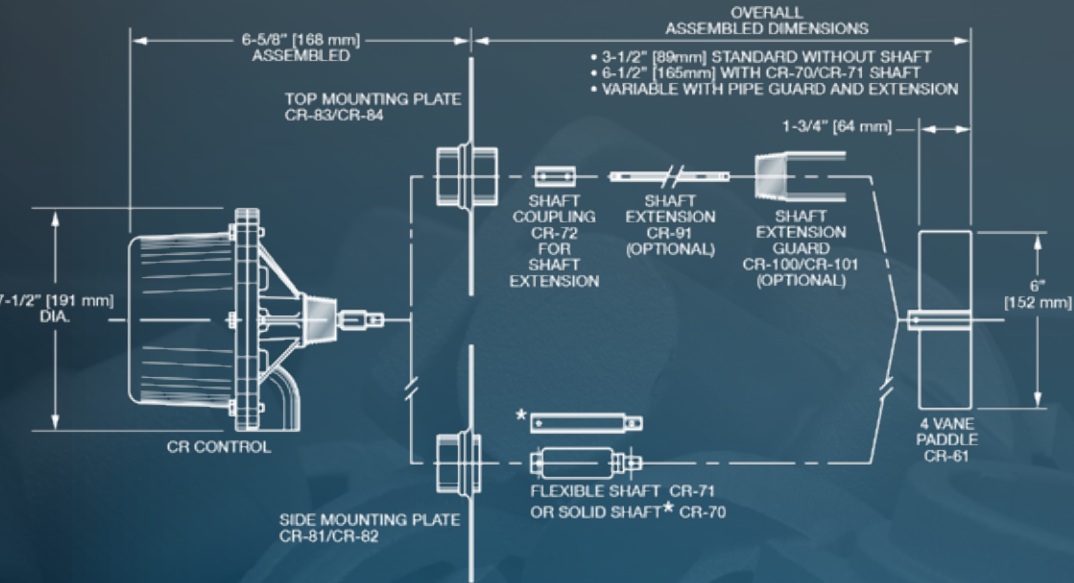 OVERALL
ASSEMBLED DIMENSIONS
6-5/8" [168 mm]
ASSEMBLED
• 3-1/2" [89mm] STANDARD WITHOUT SHAFT
• 6-1/2" [165mm] WITH CR-70/CR-71 SHAFT
• VARIABLE WITH PIPE GUARD AND EXTENSION
TOP MOUNTING PLATE
CR-83/CR-84
1-3/4" [64 mm]
SHAFT
COUPLING
CR-72
FOR
SHAFT
EXTENSION
SHAFT
EXTENSION
CR-91
(OPTIONAL)
SHAFT
EXTENSION
GUARD
CR-100/CR-101
(OPTIONAL)
7-1/2" [191 mm]
DIA.
6"
[152 mm]
CR CONTROL
*
4 VANE
PADDLE
CR-61
FLEXIBLE SHAFT CR-71
OR SOLID SHAFT* CR-70
SIDE MOUNTING PLATE
CR-81/CR-82